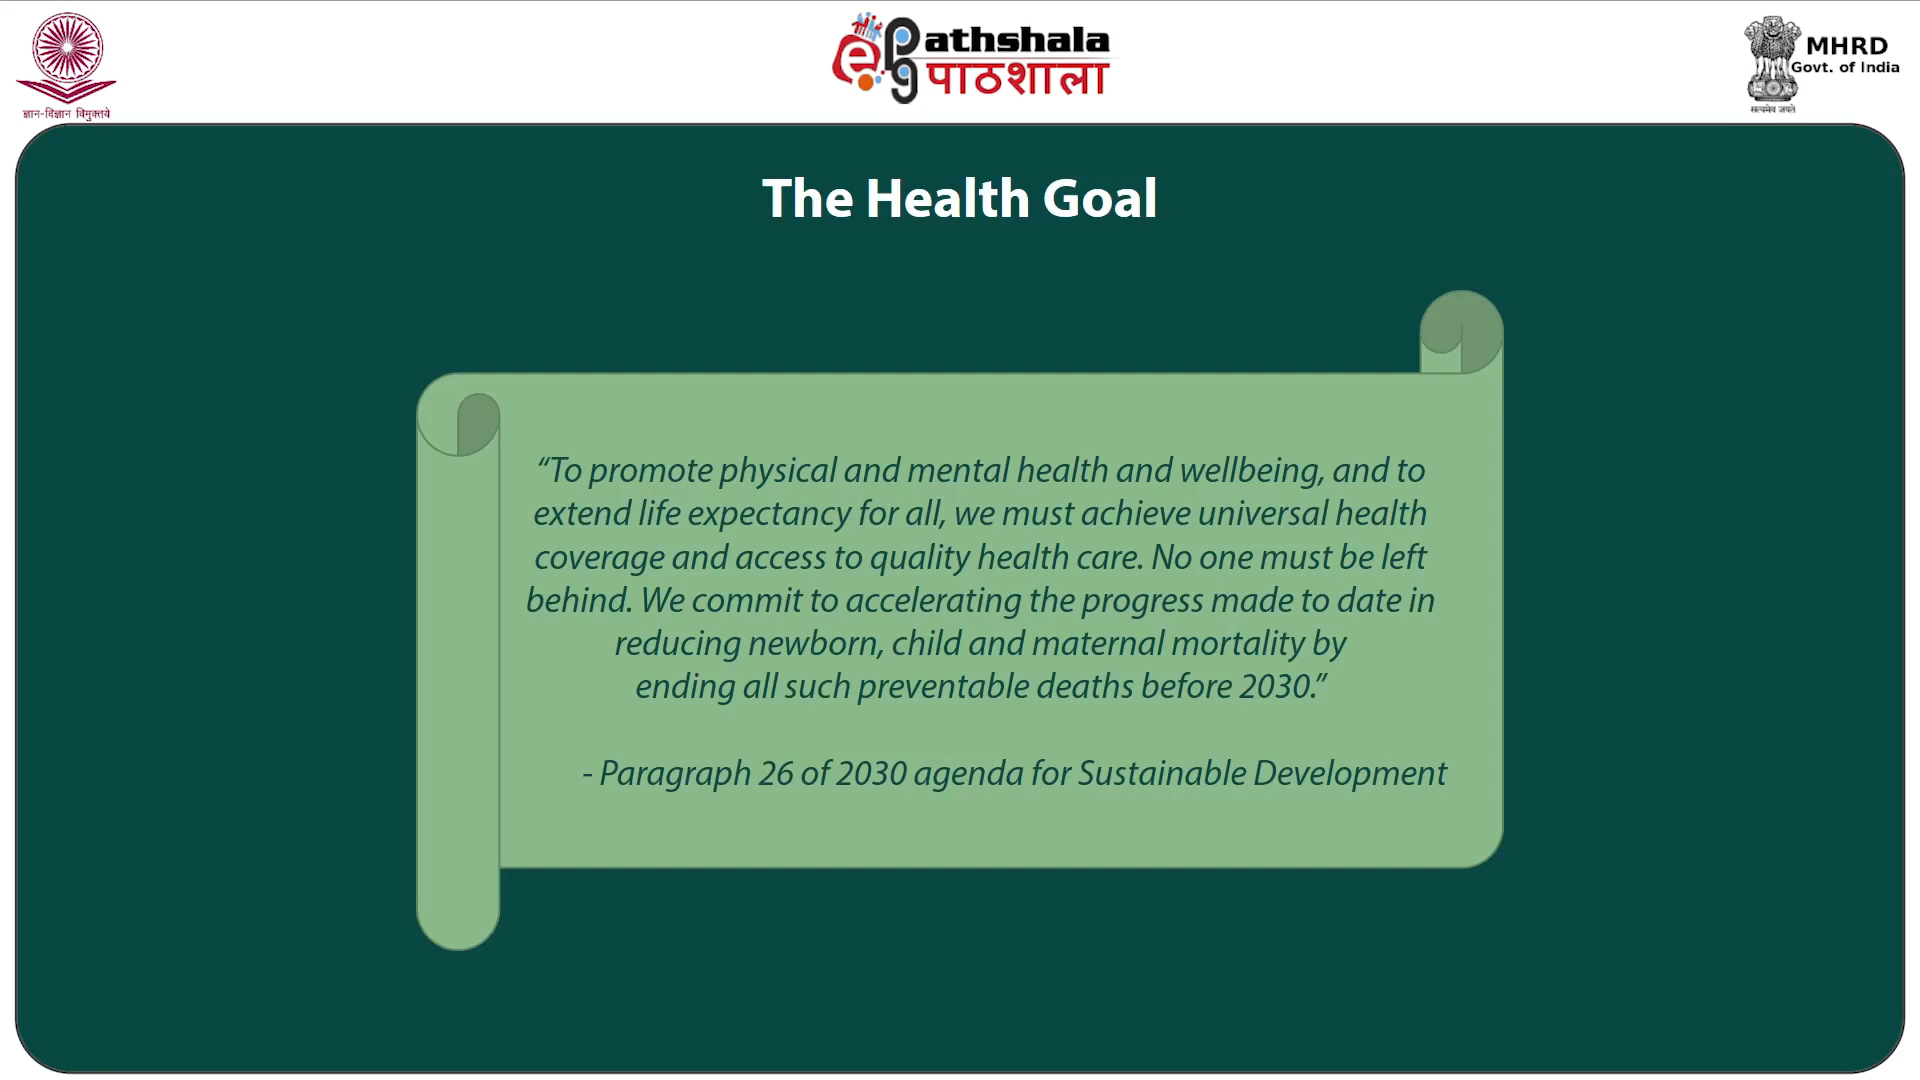 ज्ञान-विज्ञान विमुक्तये
e
pg
athshala
पाठशाला
MHRD
Govt. of India
सत्यमेव जयते
The Health Goal
“To promote physical and mental health and wellbeing, and to
extend life expectancy for all, we must achieve universal health
coverage and access to quality health care. No one must be left
behind. We commit to accelerating the progress made to date in
reducing newborn, child and maternal mortality by
ending all such preventable deaths before 2030.”
- Paragraph 26 of 2030 agenda for Sustainable Development